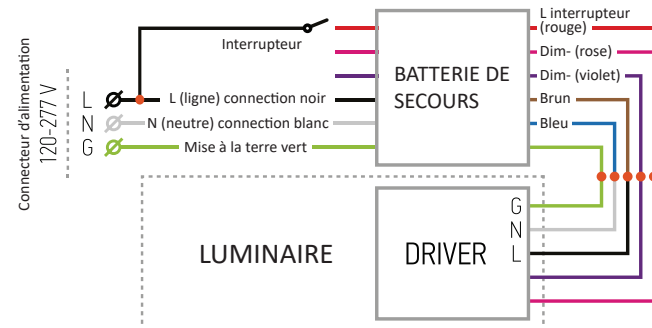 Connecteur d'alimentation
120-277 V
L
N
G
Interrupteur
L (ligne) connection noir
N (neutre) connection blanc
Mise à la terre vert
BATTERIE DE
SECOURS
L interrupteur
(rouge)
Dim- (rose)
Dim- (violet)
Brun
Bleu
LUMINAIRE
DRIVER
G
N
L